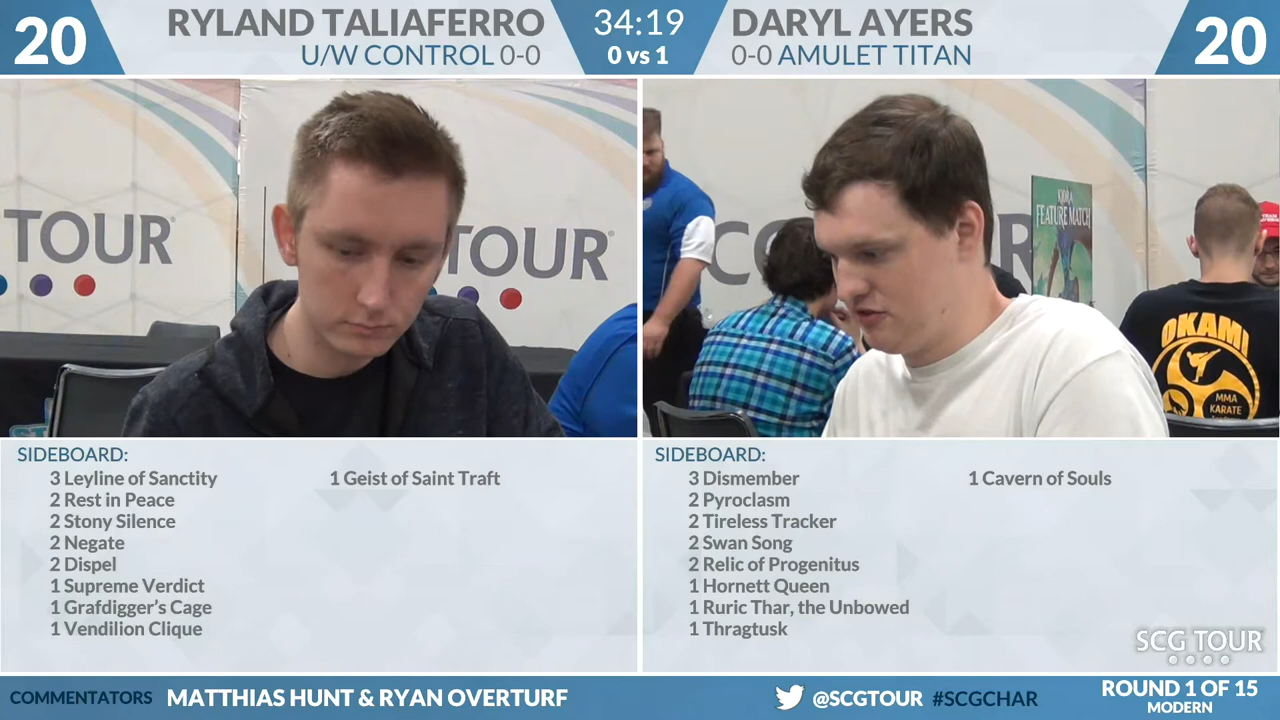 20
RYLAND TALIAFERRO
U/W CONTROL 0-0
34:19
0 vs 1
DARYL AYERS
0-0 AMULET TITAN
20
TOUR
TOUR
FEATURE MATCH
OKAMI
MMA
KARATE
SIDEBOARD:
3 Leyline of Sanctity
2 Rest in Peace
2 Stony Silence
2 Negate
2 Dispel
1 Supreme Verdict
1 Grafdigger's Cage
1 Vendilion Clique
1 Geist of Saint Traft
SIDEBOARD:
3 Dismember
2 Pyroclasm
2 Tireless Tracker
2 Swan Song
2 Relic of Progenitus
1 Hornett Queen
1 Ruric Thar, the Unbowed
1 Thragtusk
1 Cavern of Souls
SCG TOUR
COMMENTATORS MATTHIAS HUNT & RYAN OVERTURF
@SCGTOUR #SCGCHAR
ROUND 1 OF 15
MODERN